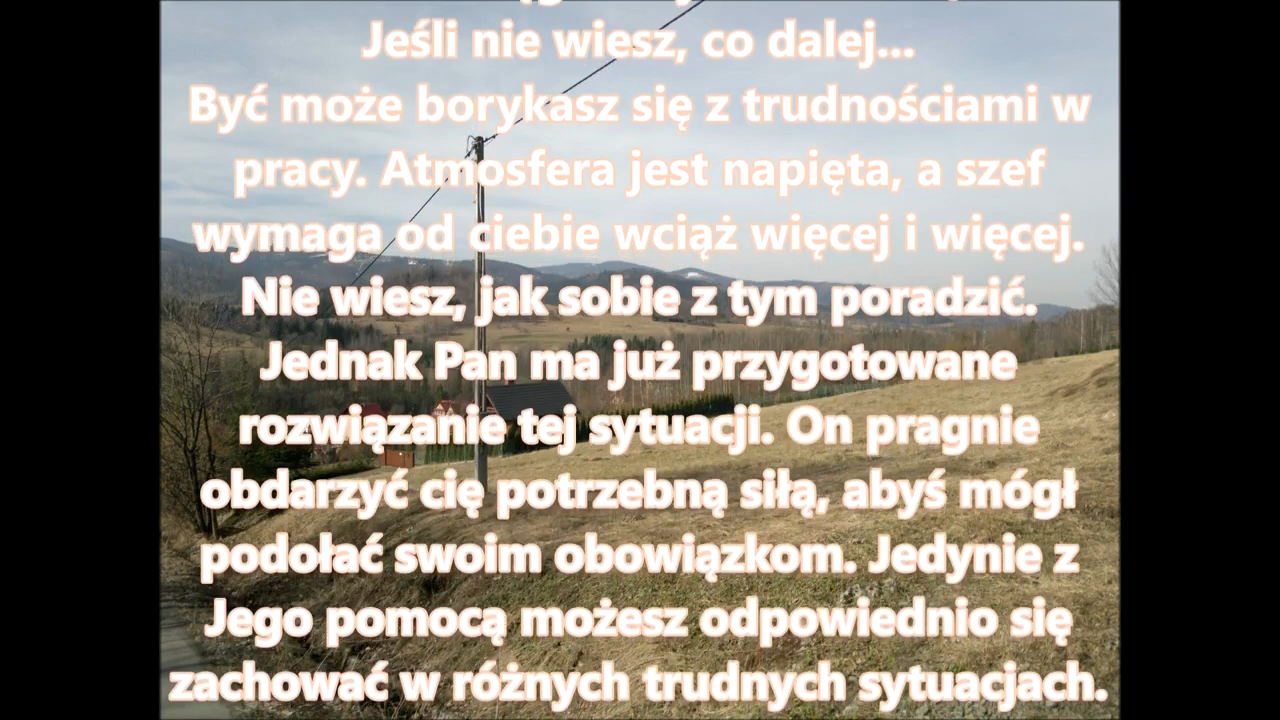 Jeśli nie wiesz, co dalej...
Być może borykasz się z trudnościami w
pracy. Atmosfera jest napięta, a szef
wymaga od ciebie wciąż więcej i więcej.
Nie wiesz, jak sobie z tym poradzić.
Jednak Pan ma już przygotowane
rozwiązanie tej sytuacji. On pragnie
obdarzyć cię potrzebną siłą, abyś mógł
podołać swoim obowiązkom. Jedynie z
Jego pomocą możesz odpowiednio się
zachować w różnych trudnych sytuacjach.